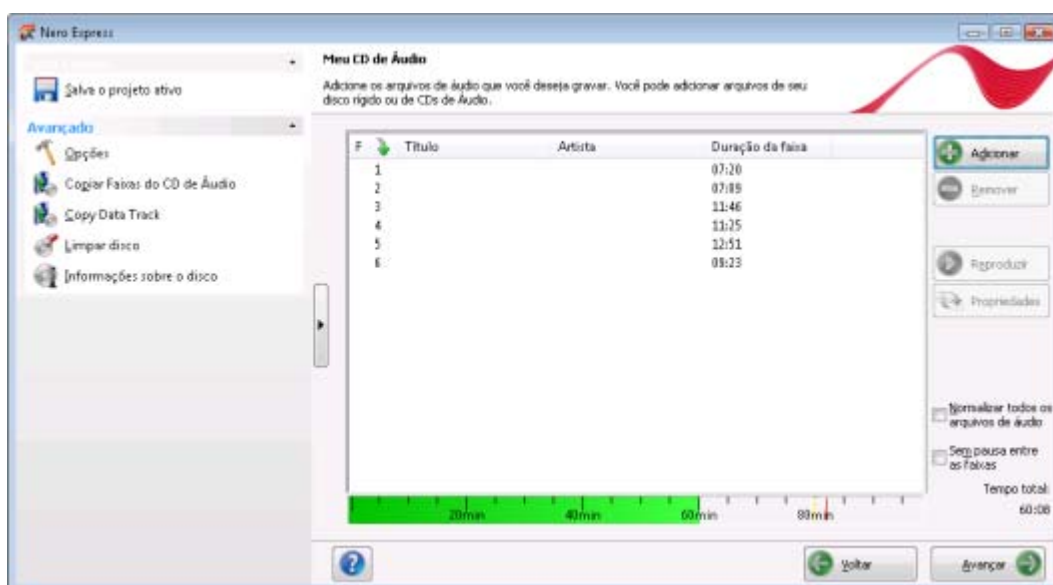 Nero Express
Salva o projeto ativo
Avançado
Opções
Copiar Faixas do CD de Áudio
Copy Data Track
Limpar disco
Informações sobre o disco
Meu CD de Áudio
Adicione os arquivos de áudio que você deseja gravar. Você pode adicionar arquivos de seu
disco rígido ou de CDs de Áudio.
F Título Artista Duração da faixa
1 07:20
2
3 11:46
4 11:25
5 12:51
6
Adicionar
Remover
Reproduzir
Propriedades
Normalizar todos os
arquivos de áudio
Sem pausa entre
as faixas
Tempo total:
60:08
20min 40min 60min 80min
Voltar
Avançar